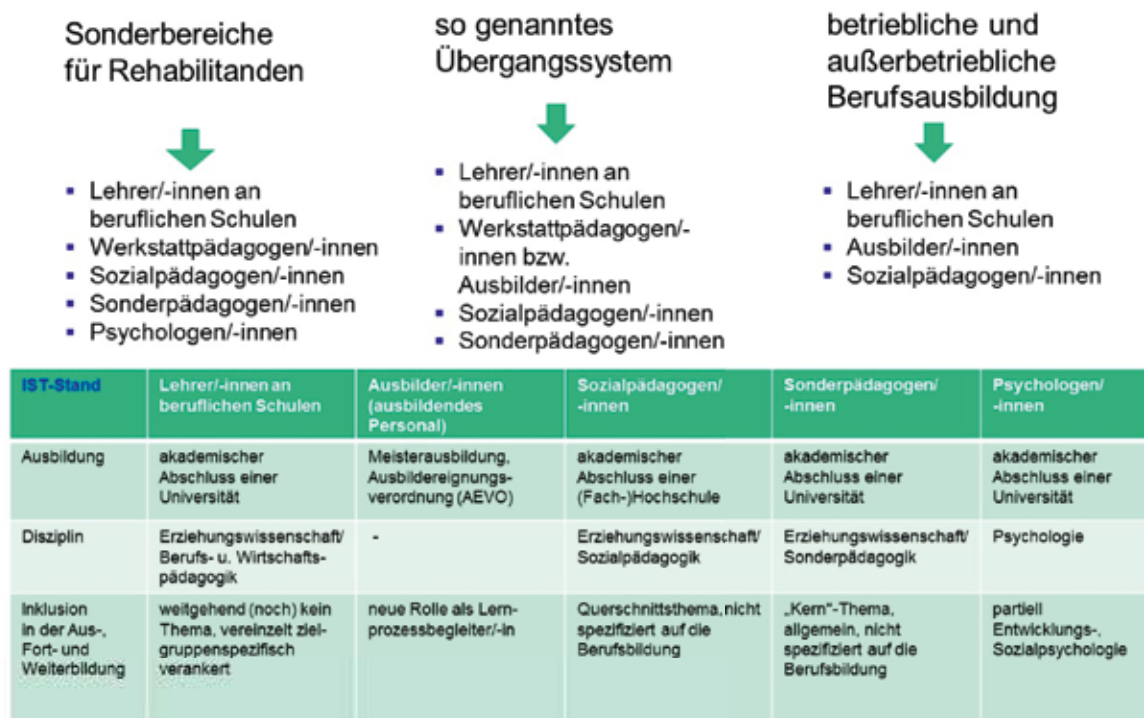 Sonderbereiche
für Rehabilitanden
so genanntes
Übergangssystem
betriebliche und
außerbetriebliche
Berufsausbildung
▪ Lehrer/-innen an
beruflichen Schulen
▪ Werkstattpädagogen/-innen
▪ Sozialpädagogen/-innen
▪ Sonderpädagogen/-innen
▪ Psychologen/-innen
▪ Lehrer/-innen an
beruflichen Schulen
▪ Werkstattpädagogen/-
innen bzw.
Ausbilder/-innen
▪ Sozialpädagogen/-innen
▪ Sonderpädagogen/-innen
▪ Lehrer/-innen an
beruflichen Schulen
▪ Ausbilder/-innen
▪ Sozialpädagogen/-innen
IST-Stand
Lehrer/-innen an
beruflichen Schulen
Ausbilder/-innen
(ausbildendes
Personal)
Sozialpädagogen/
-innen
Sonderpädagogen/
-innen
Psychologen/
-innen
Ausbildung
akademischer
Abschluss einer
Universität
Meisterausbildung,
Ausbildereignungs-
verordnung (AEVO)
akademischer
Abschluss einer
(Fach-)Hochschule
akademischer
Abschluss einer
Universität
akademischer
Abschluss einer
Universität
Disziplin
Erziehungswissenschaft/
Berufs- u. Wirtschafts-
pädagogik
-
Erziehungswissenschaft/
Sozialpädagogik
Erziehungswissenschaft/
Sonderpädagogik
Psychologie
Inklusion
in der Aus-,
Fort- und
Weiterbildung
weitgehend (noch) kein
Thema, vereinzelt ziel-
gruppenspezifisch
verankert
neue Rolle als Lern-
prozessbegleiter/-in
Querschnittsthema, nicht
spezifiziert auf die
Berufsbildung
„Kern"-Thema,
allgemein, nicht
spezifiziert auf die
Berufsbildung
partiell
Entwicklungs-,
Sozialpsychologie